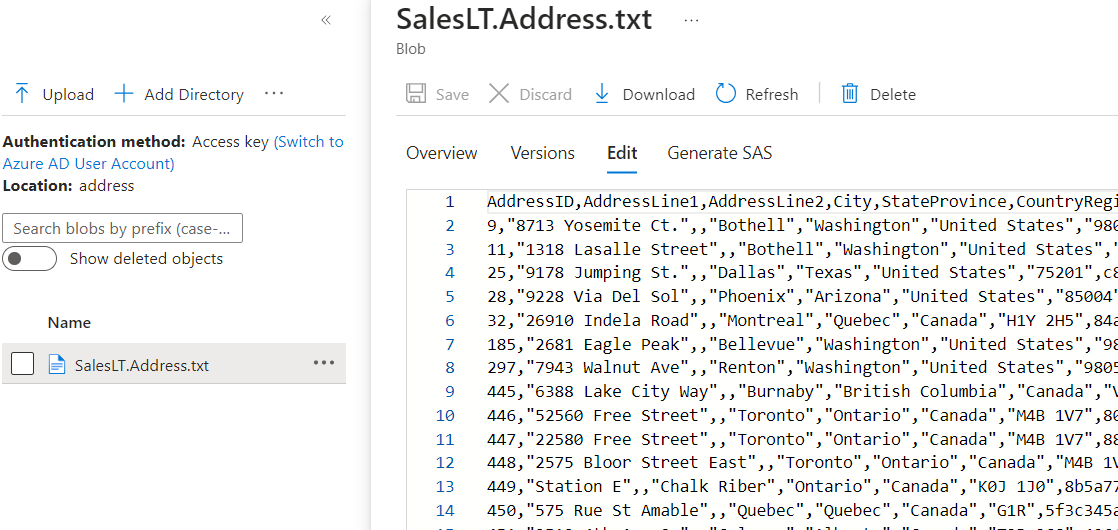 «
Upload Add Directory ...
Authentication method: Access key (Switch to
Azure AD User Account)
Location: address
Search blobs by prefix (case-...
Show deleted objects
Name
SalesLT.Address.txt ...
SalesLT.Address.txt ...
Blob
Save Discard Download Refresh Delete
Overview Versions Edit Generate SAS
1 AddressID,AddressLine1,AddressLine2,City,StateProvince,CountryRegi
2 9,"8713 Yosemite Ct.",,"Bothell","Washington","United States","980
3 11,"1318 Lasalle Street",,"Bothell","Washington","United States","
4 25,"9178 Jumping St.",,"Dallas","Texas","United States","75201",c8
5 28,"9228 Via Del Sol",,"Phoenix","Arizona","United States","85004"
6 32,"26910 Indela Road",,"Montreal","Quebec","Canada","H1Y 2H5",84a
7 185,"2681 Eagle Peak",,"Bellevue","Washington","United States","98
8 297,"7943 Walnut Ave",,"Renton","Washington","United States","9805
9 445,"6388 Lake City Way",,"Burnaby","British Columbia","Canada","V
10 446,"52560 Free Street",,"Toronto","Ontario","Canada","M4B 1V7",80
11 447,"22580 Free Street",,"Toronto","Ontario","Canada","M4B 1V7",88
12 448,"2575 Bloor Street East",,"Toronto","Ontario","Canada","M4B 1V
13 449,"Station E",,"Chalk Riber","Ontario","Canada","K0J 1J0",8b5a77
14 450,"575 Rue St Amable",,"Quebec","Quebec","Canada","G1R",5f3c345e